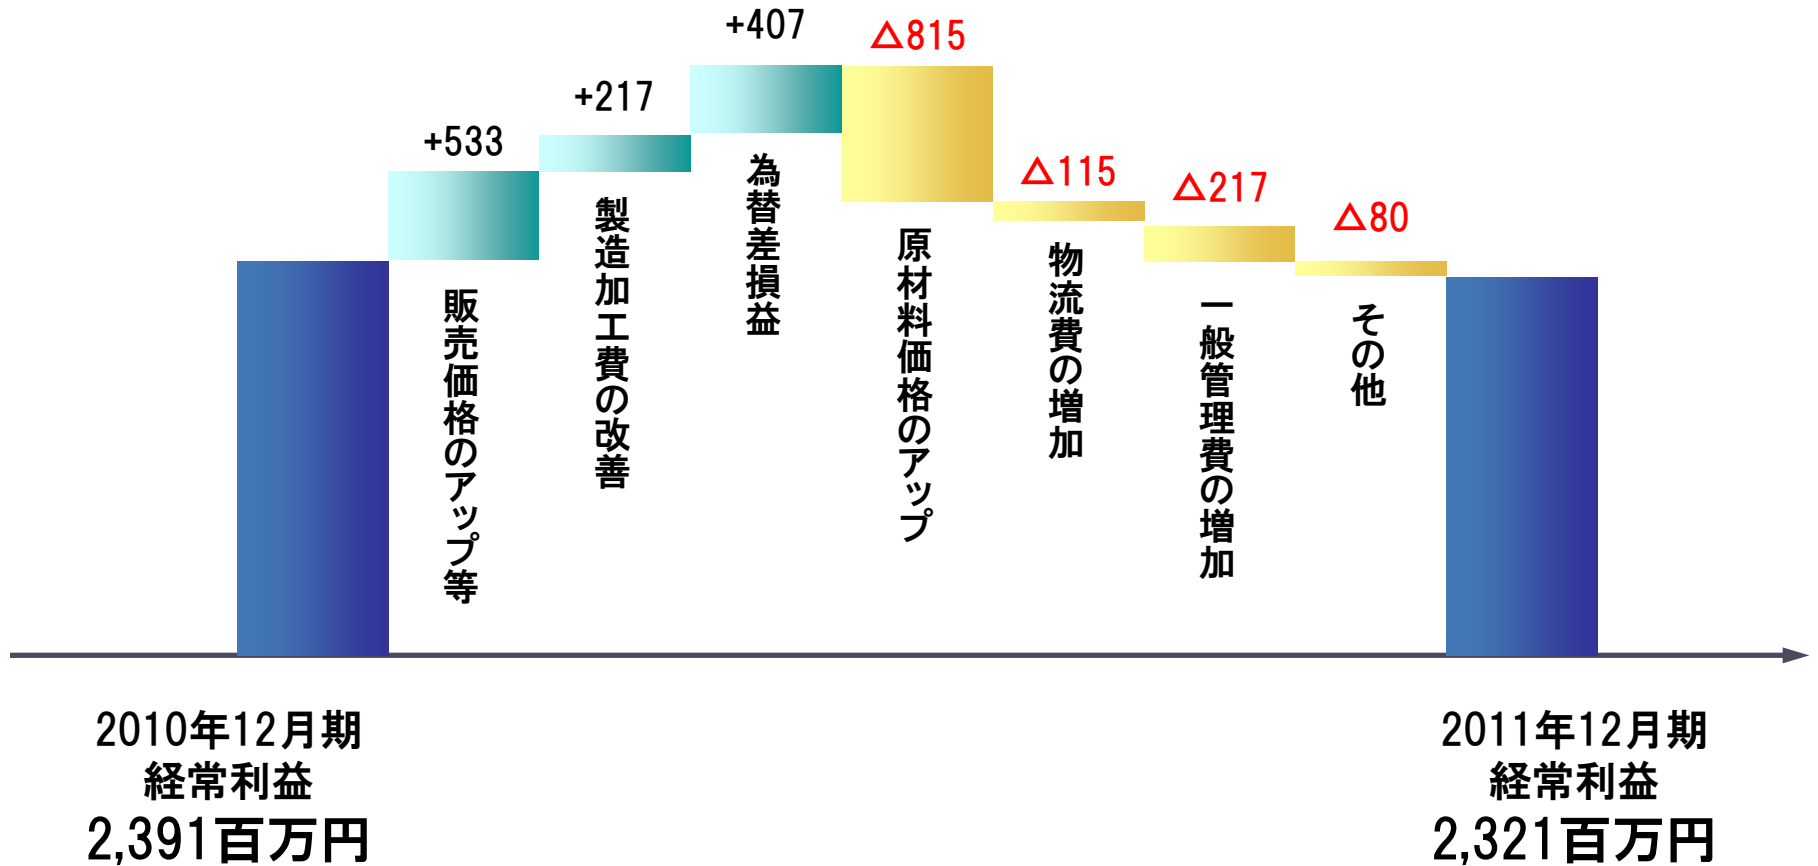 +533
販売価格のアップ等
+217
製造加工費の改善
+407
為替差損益
△815
原材料価格のアップ
△115
物流費の増加
△217
一般管理費の増加
△80
その他
2010年12月期
経常利益
2,391百万円
2011年12月期
経常利益
2,321百万円